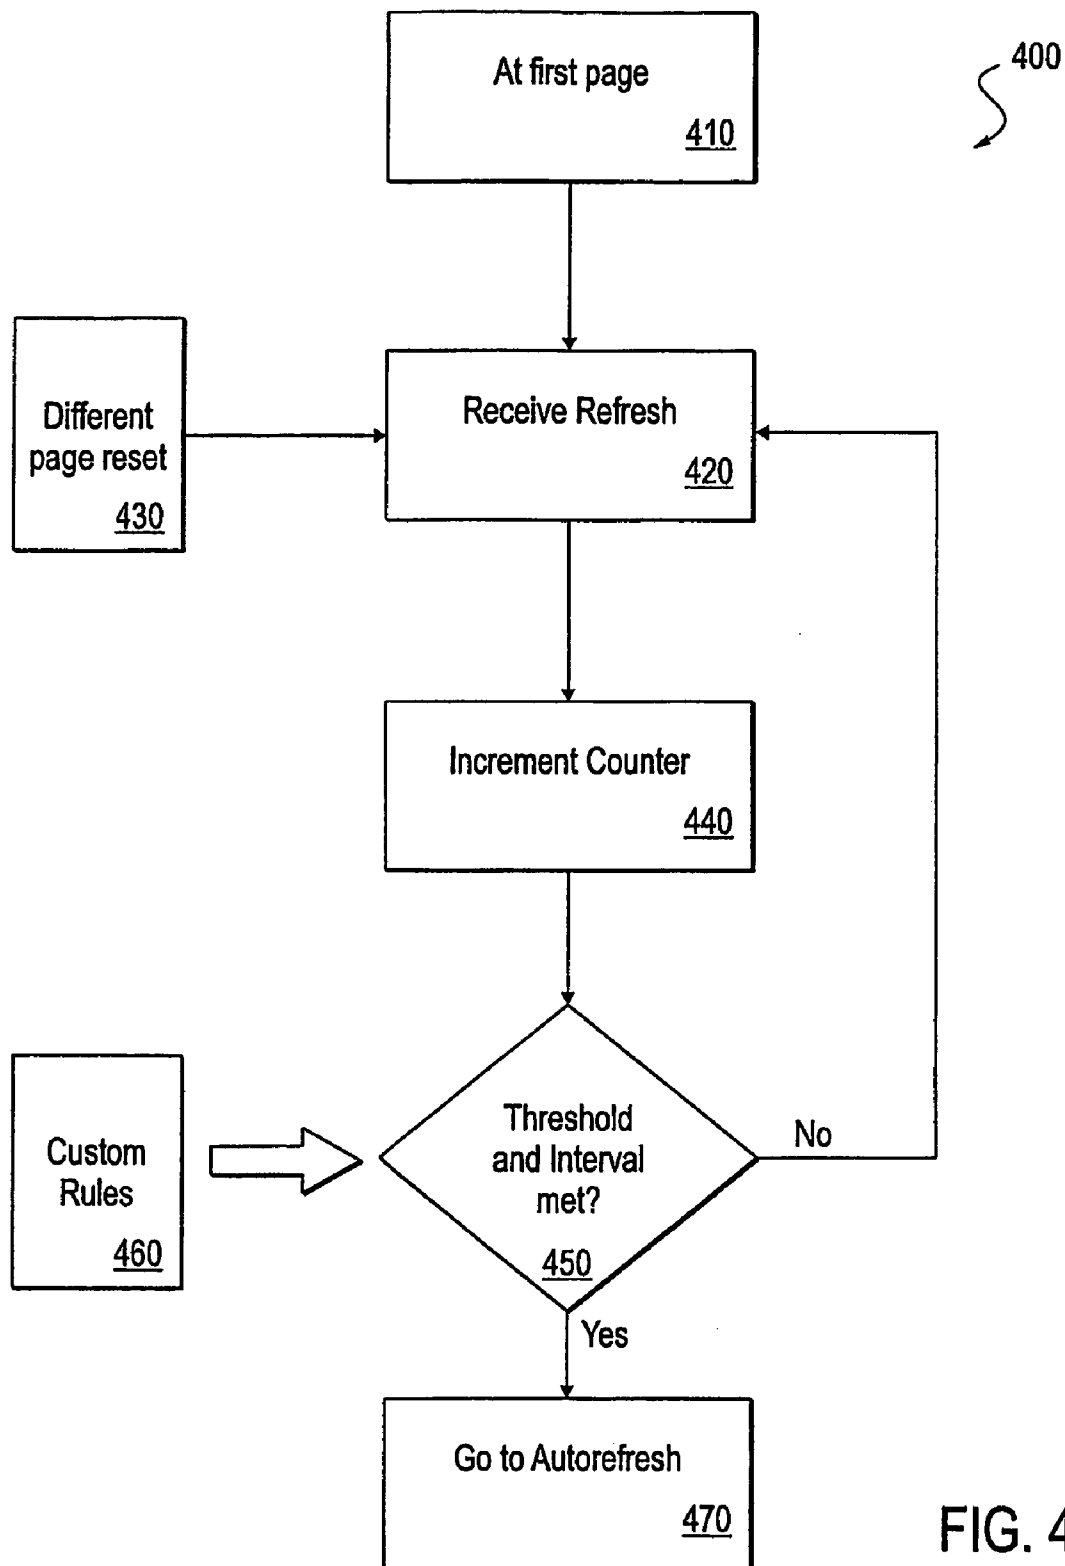 At first page
410
400
Different
page reset
430
Receive Refresh
420
Increment Counter
440
Custom
Rules
460
Threshold
and Interval
met?
450
No
Yes
Go to Autorefresh
470
FIG. 4